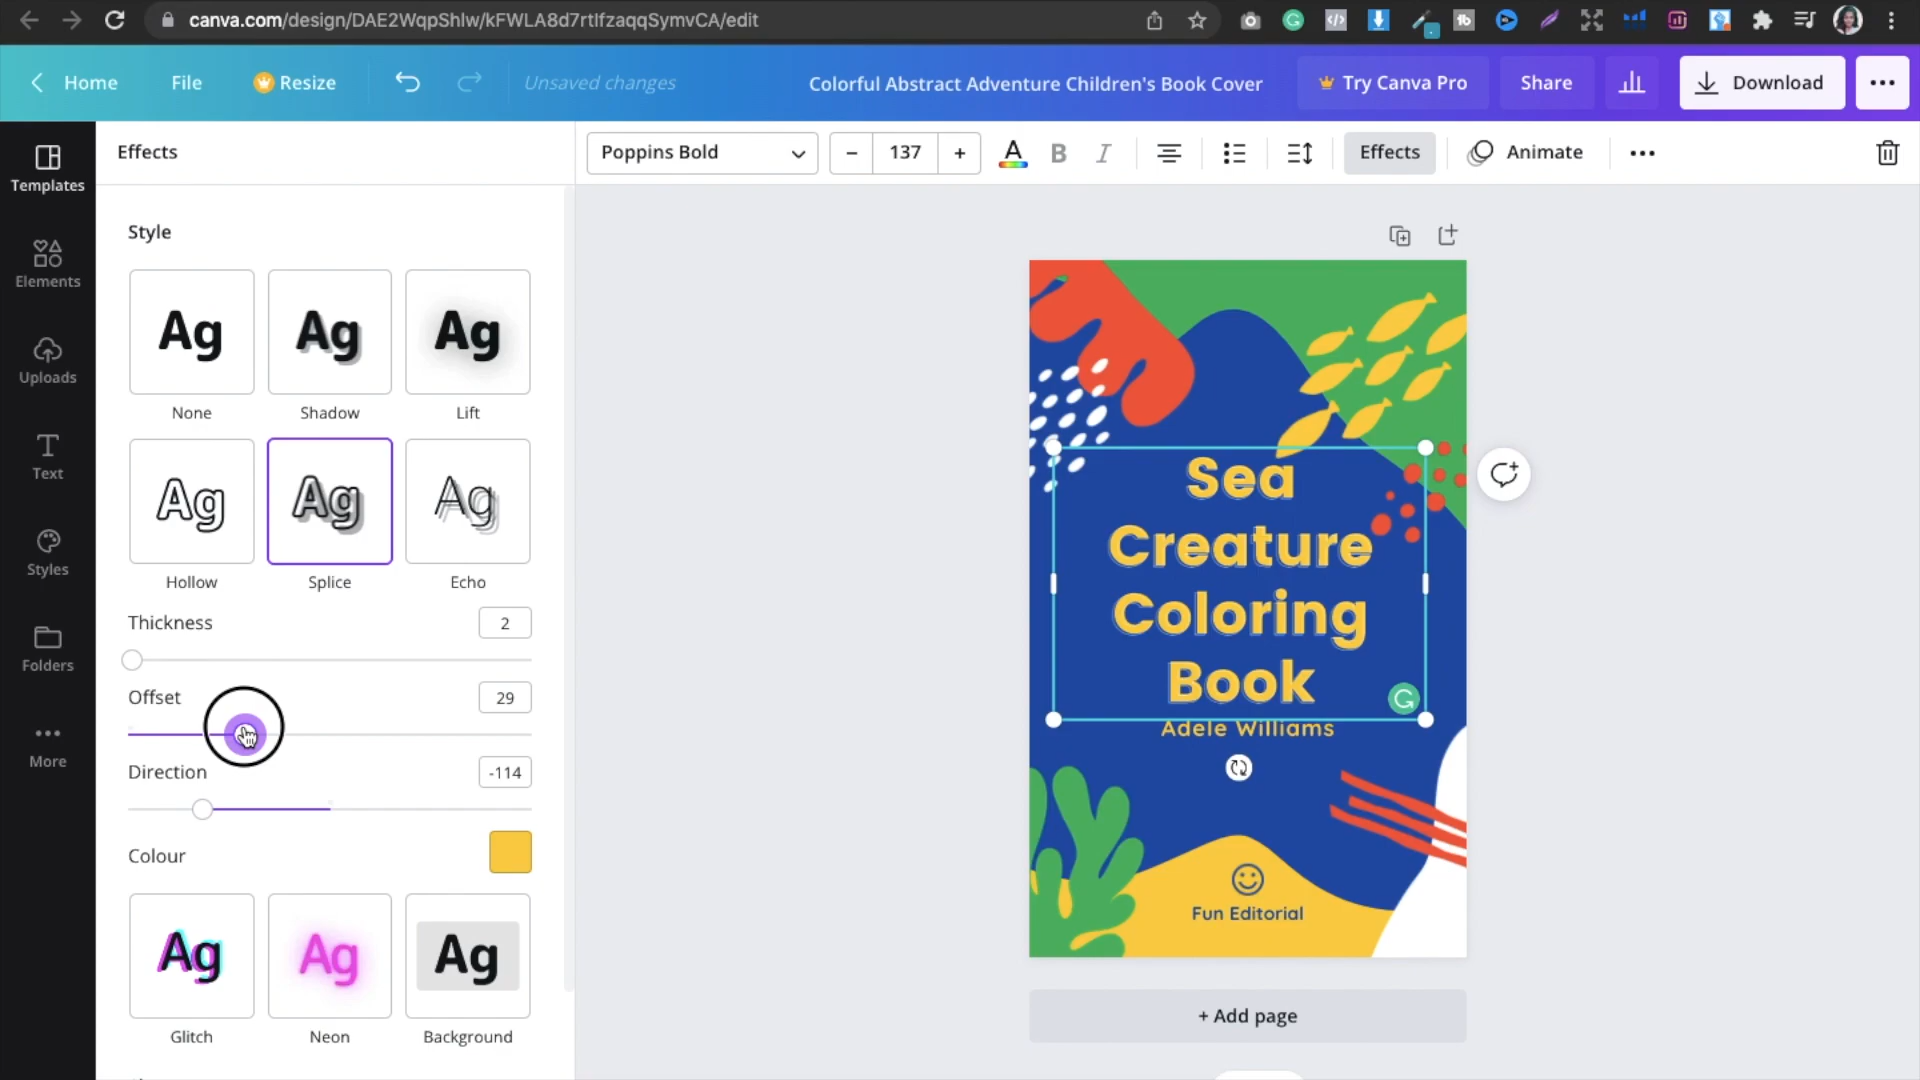 canva.com/design/DAE2WqpShlw/kFWLA8d7rtlfzaqqSymvCA/edit
Home
File
Resize
Unsaved changes
Colorful Abstract Adventure Children's Book Cover
Try Canva Pro
Share
Download
Effects
Poppins Bold
137
A
B
I
Effects
Animate
Templates
Elements
Uploads
Text
Styles
Folders
More
Style
Ag
Ag
Ag
None
Shadow
Lift
Ag
Ag
Ag
Hollow
Splice
Echo
Thickness
2
Offset
29
Direction
-114
Colour
Ag
Ag
Ag
Glitch
Neon
Background
Sea
Creature
Coloring
Book
Adele Williams
Fun Editorial
+ Add page